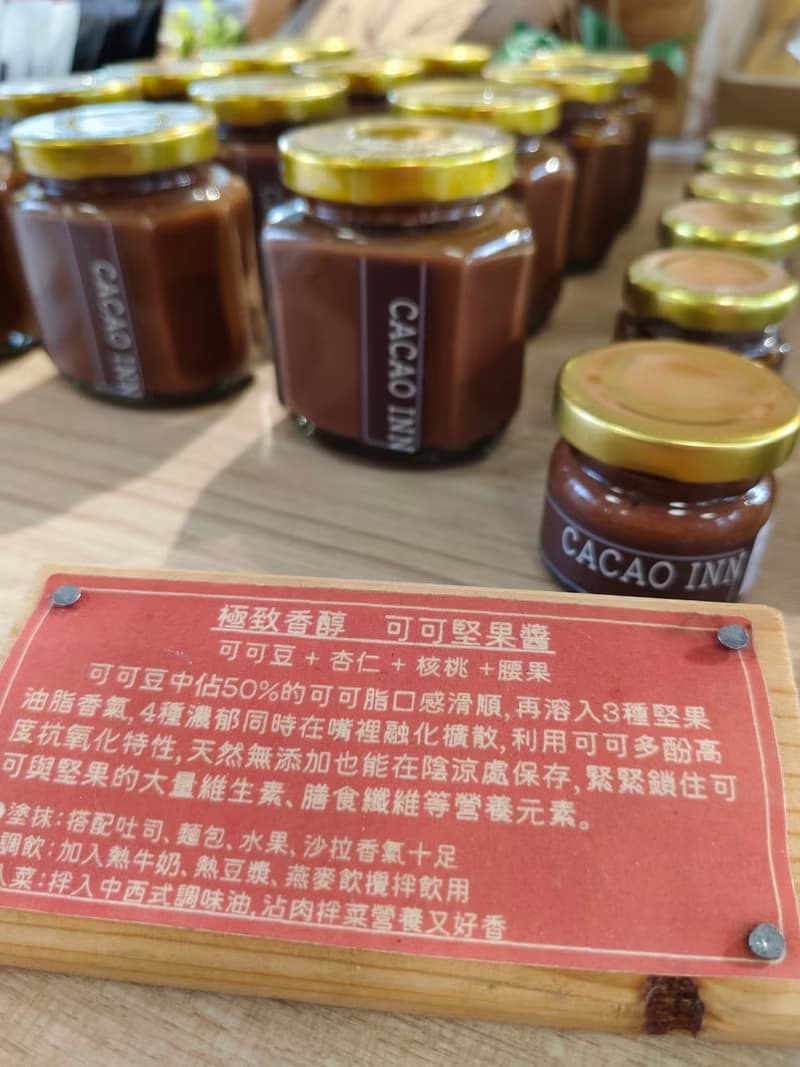 CACAO INN
CACAO INN
CACAO INN
極致香醇 可可堅果醬
可可豆 + 杏仁 + 核桃 +腰果
可可豆中佔50%的可可脂口感滑順,再溶入3種堅果
油脂香氣,4種濃郁同時在嘴裡融化擴散,利用可可多酚高
度抗氧化特性,天然無添加也能在陰涼處保存,緊緊鎖住可
可與堅果的大量維生素、膳食纖維等營養元素。
●塗抹:搭配吐司、麵包、水果、沙拉香氣十足
調飲:加入熱牛奶、熱豆漿、燕麥飲攪拌飲用
入菜:拌入中西式調味油,沾肉拌菜營養又好香